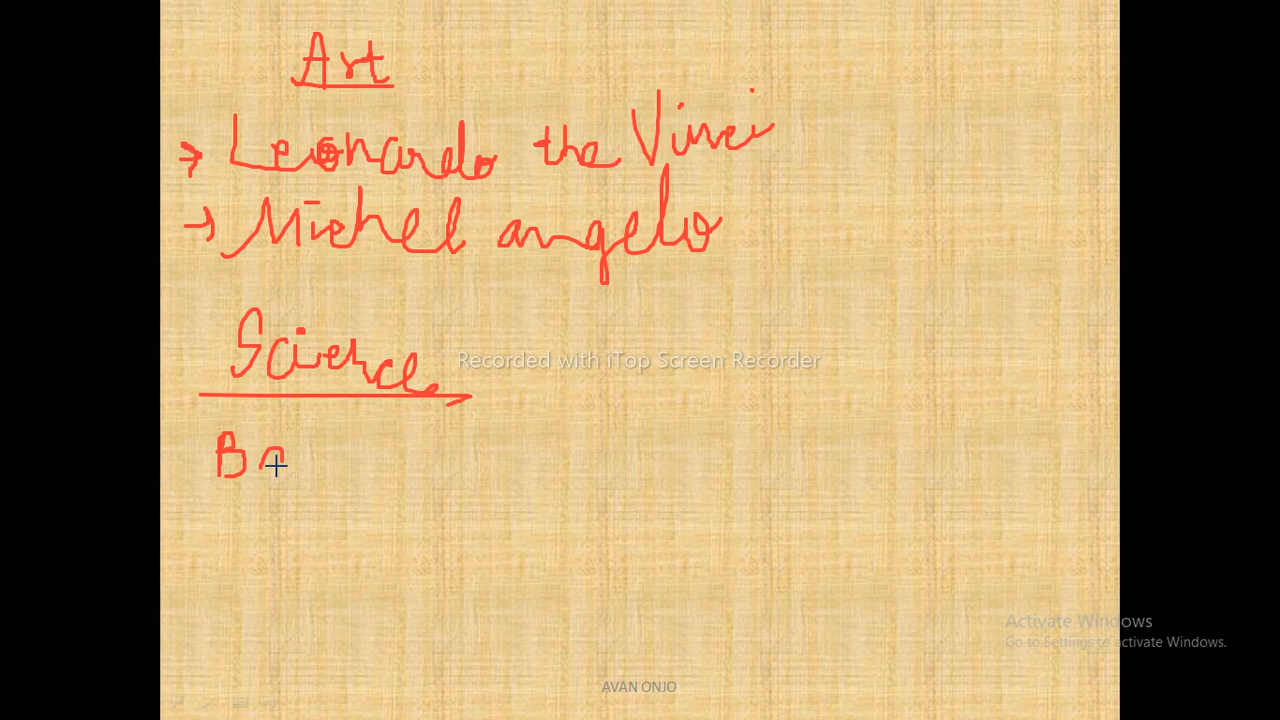 Art
→ Leonardo the Vinci
→ Michel angelo
Science
Recorded with iTop Screen Recorder
B
Activate Windows
Go to Settings to activate Windows.
AVAN ONJO